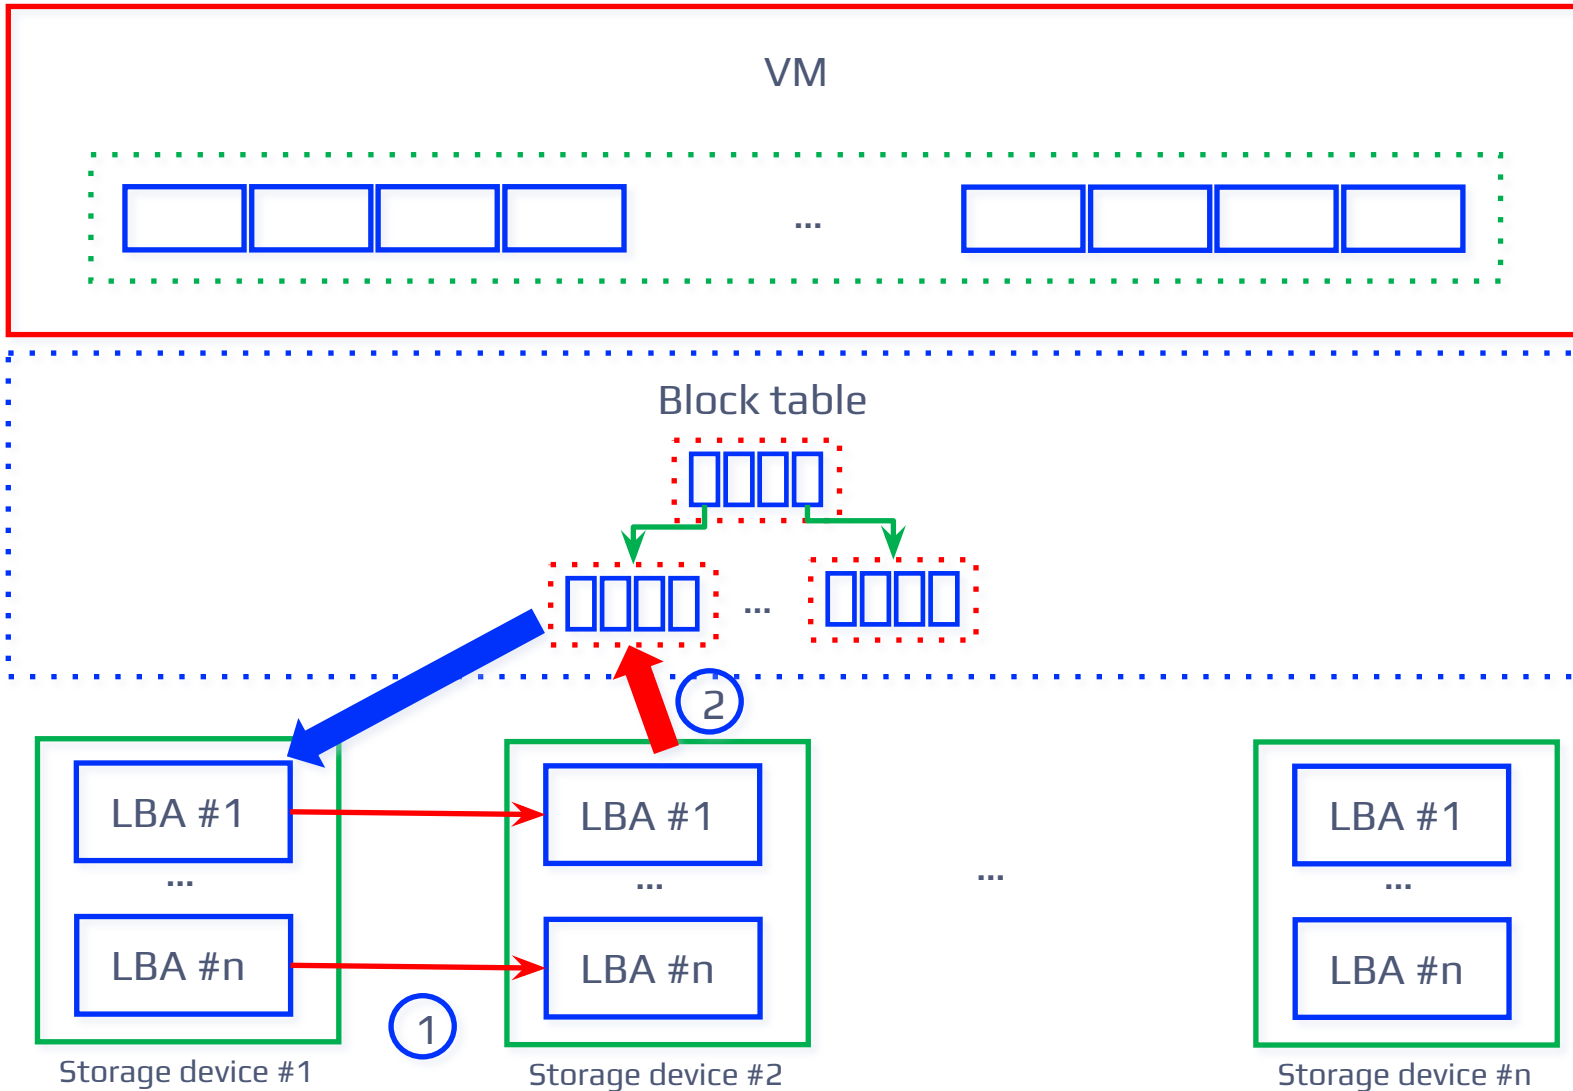 VM
...
Block table
...
2
LBA #1
...
LBA #n
LBA #1
...
LBA #n
...
LBA #1
...
LBA #n
1
Storage device #1
Storage device #2
Storage device #n